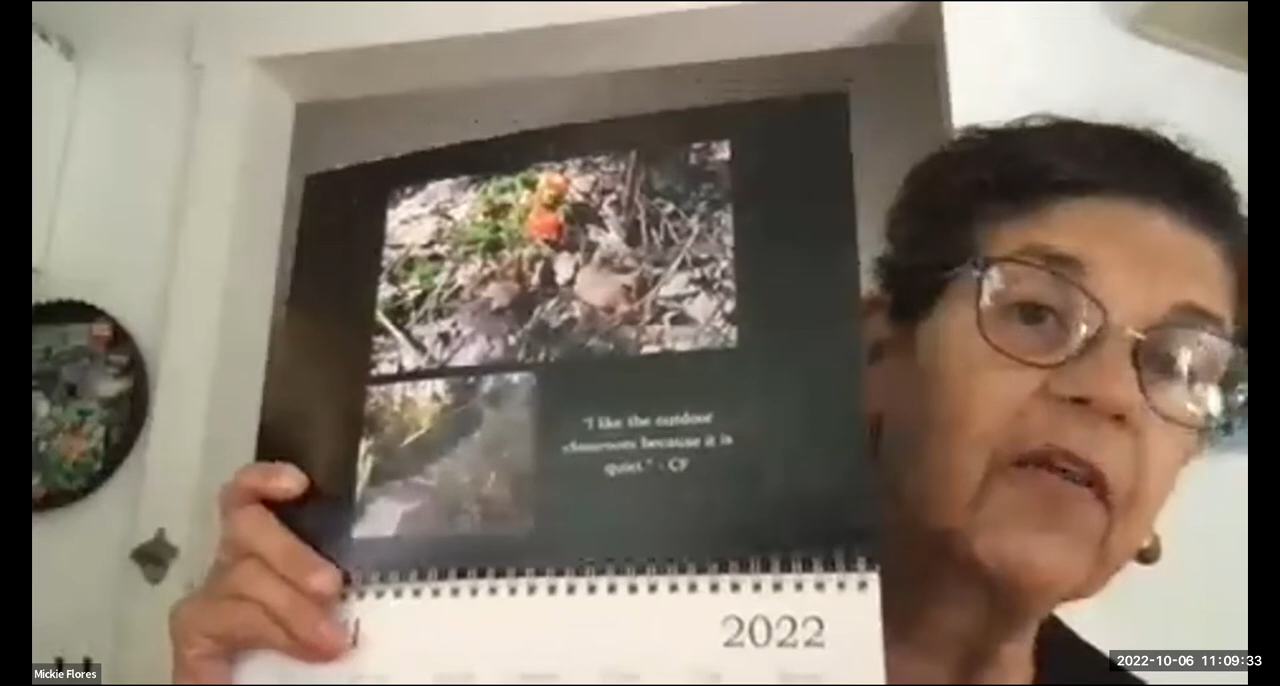 "I like the outdoor
classroom because it is
quiet." - CF
2022
Mickie Flores
2022-10-06 11:09:33